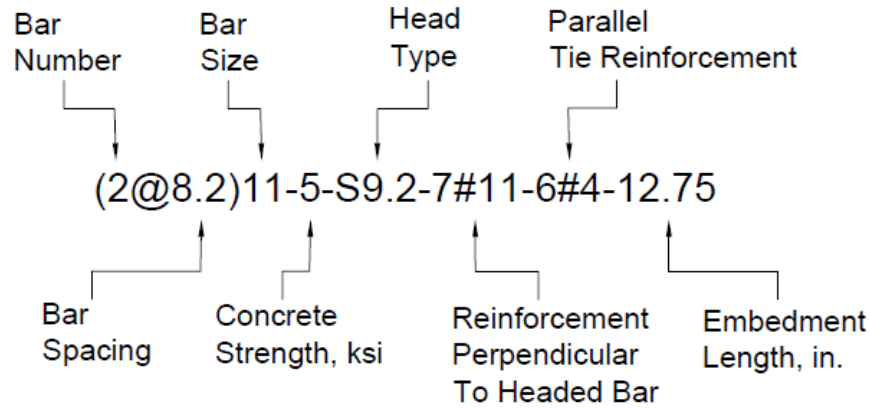 Bar Number
Bar Size
Head Type
Parallel Tie Reinforcement
(2@8.2)11-5-S9.2-7#11-6#4-12.75
Bar Spacing
Concrete Strength, ksi
Reinforcement Perpendicular To Headed Bar
Embedment Length, in.